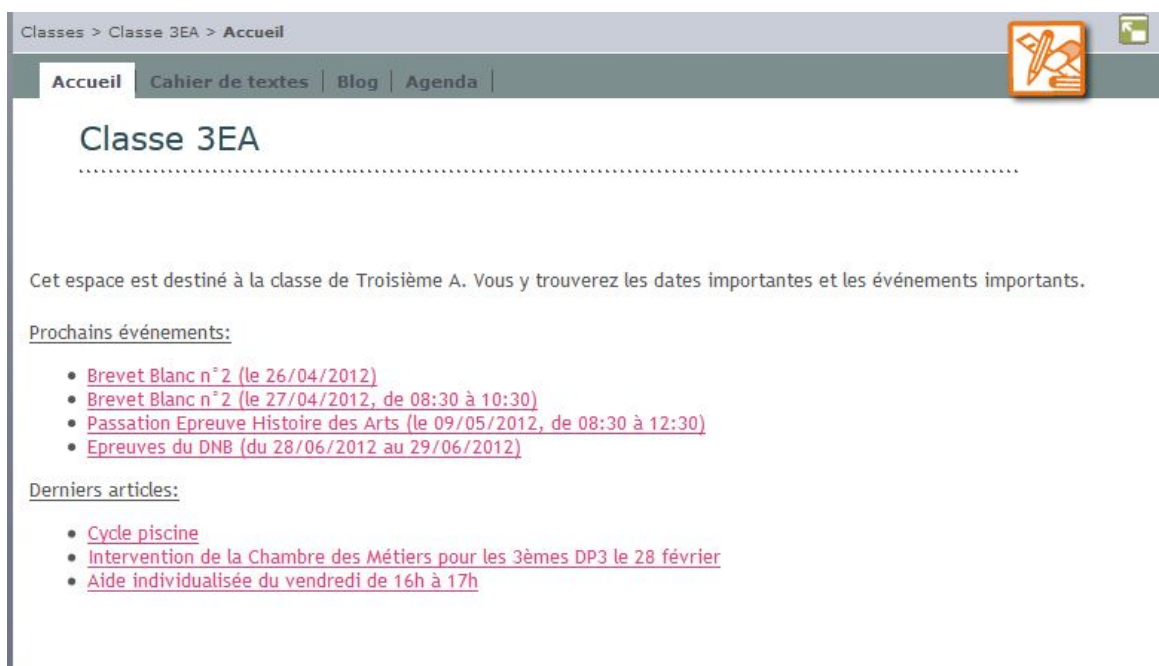 Classes > Classe 3EA > Accueil
Accueil | Cahier de textes | Blog | Agenda |
Classe 3EA
Cet espace est destiné à la classe de Troisième A. Vous y trouverez les dates importantes et les événements importants.
Prochains événements:
• Brevet Blanc n°2 (le 26/04/2012)
• Brevet Blanc n°2 (le 27/04/2012, de 08:30 à 10:30)
• Passation Epreuve Histoire des Arts (le 09/05/2012, de 08:30 à 12:30)
• Epreuves du DNB (du 28/06/2012 au 29/06/2012)
Derniers articles:
• Cycle piscine
• Intervention de la Chambre des Métiers pour les 3èmes DP3 le 28 février
• Aide individualisée du vendredi de 16h à 17h